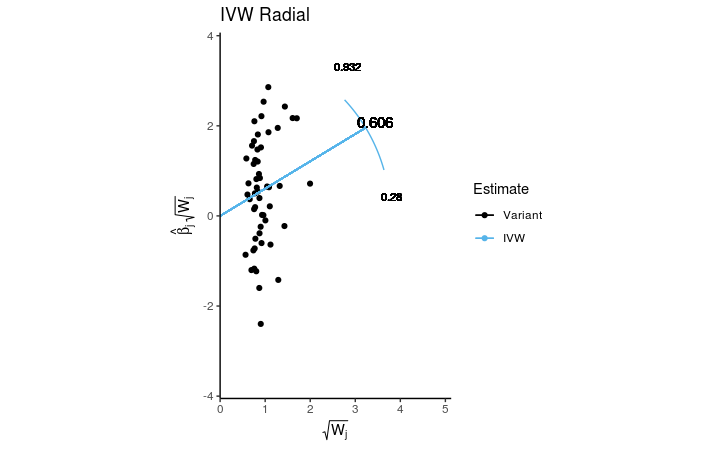 IVW Radial
4
2
0
-2
-4
β̂ⱼ√Wⱼ
0.932
0.606
0.28
0 1 2 3 4 5
√Wⱼ
Estimate
Variant
IVW